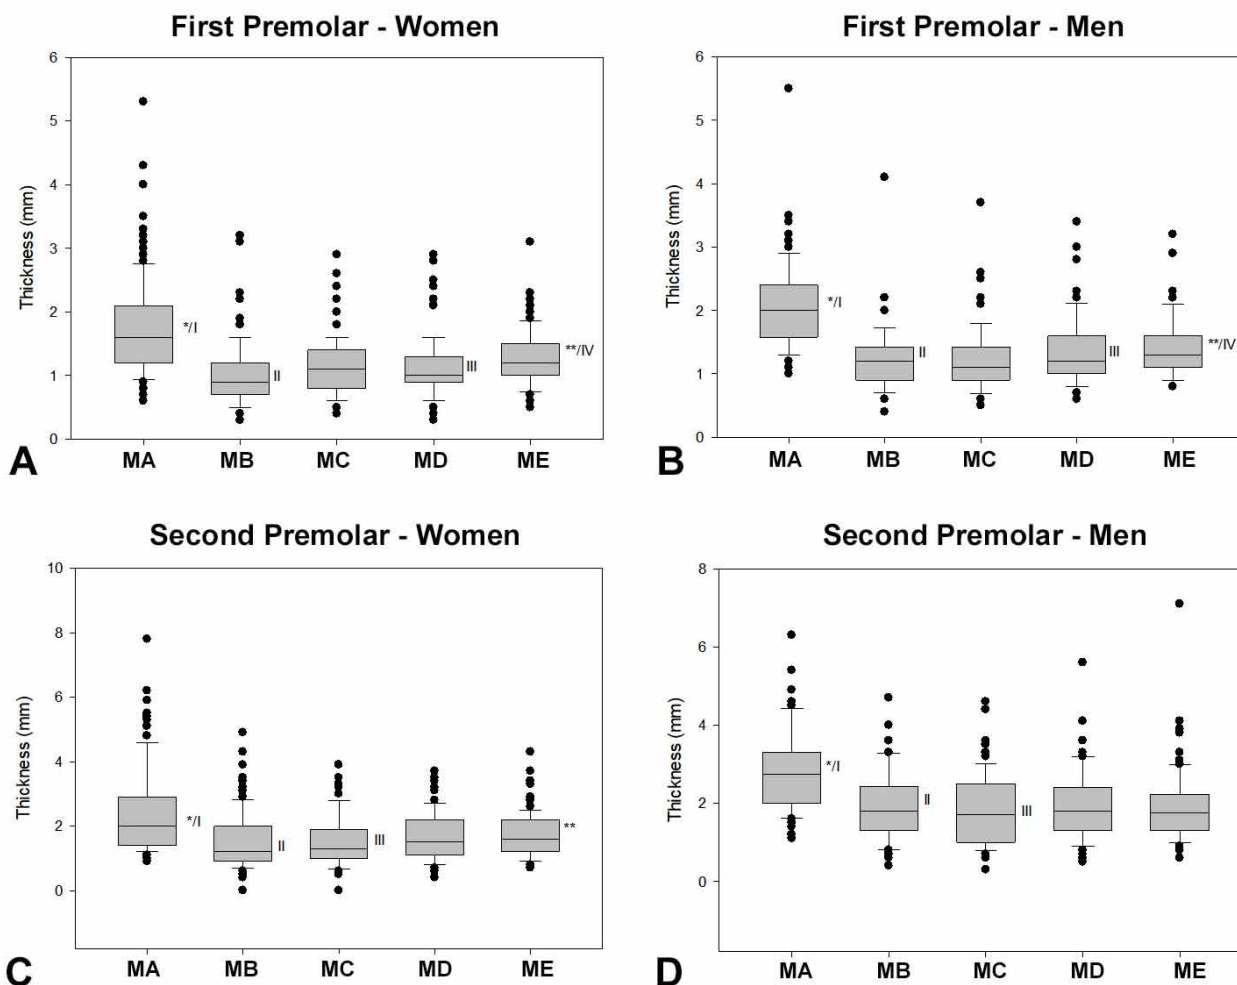 First Premolar - Women
Thickness (mm)
6
5
4
3
2
1
0
*/I
II
III
**/IV
MA MB MC MD ME
A
First Premolar - Men
Thickness (mm)
6
5
4
3
2
1
0
*/I
II
III
**/IV
MA MB MC MD ME
B
Second Premolar - Women
Thickness (mm)
10
8
6
4
2
0
*/I
II
III
**
MA MB MC MD ME
C
Second Premolar - Men
Thickness (mm)
8
6
4
2
0
*/I
II
III
MA MB MC MD ME
D